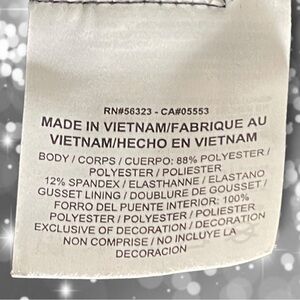 RN#56323 - CA#05553
MADE IN VIETNAM/FABRIQUE AU
VIETNAM/HECHO EN VIETNAM
BODY / CORPS / CUERPO: 88% POLYESTER /
POLYESTER / POLIESTER
12% SPANDEX / ELASTHANNE / ELASTANO
GUSSET LINING / DOUBLURE DE GOUSSET /
FORRO DEL PUENTE INTERIOR: 100%
POLYESTER / POLYESTER / POLIESTER
EXCLUSIVE OF DECORATION / DECORATION
NON COMPRISE / NO INCLUYE LA
DECORACION